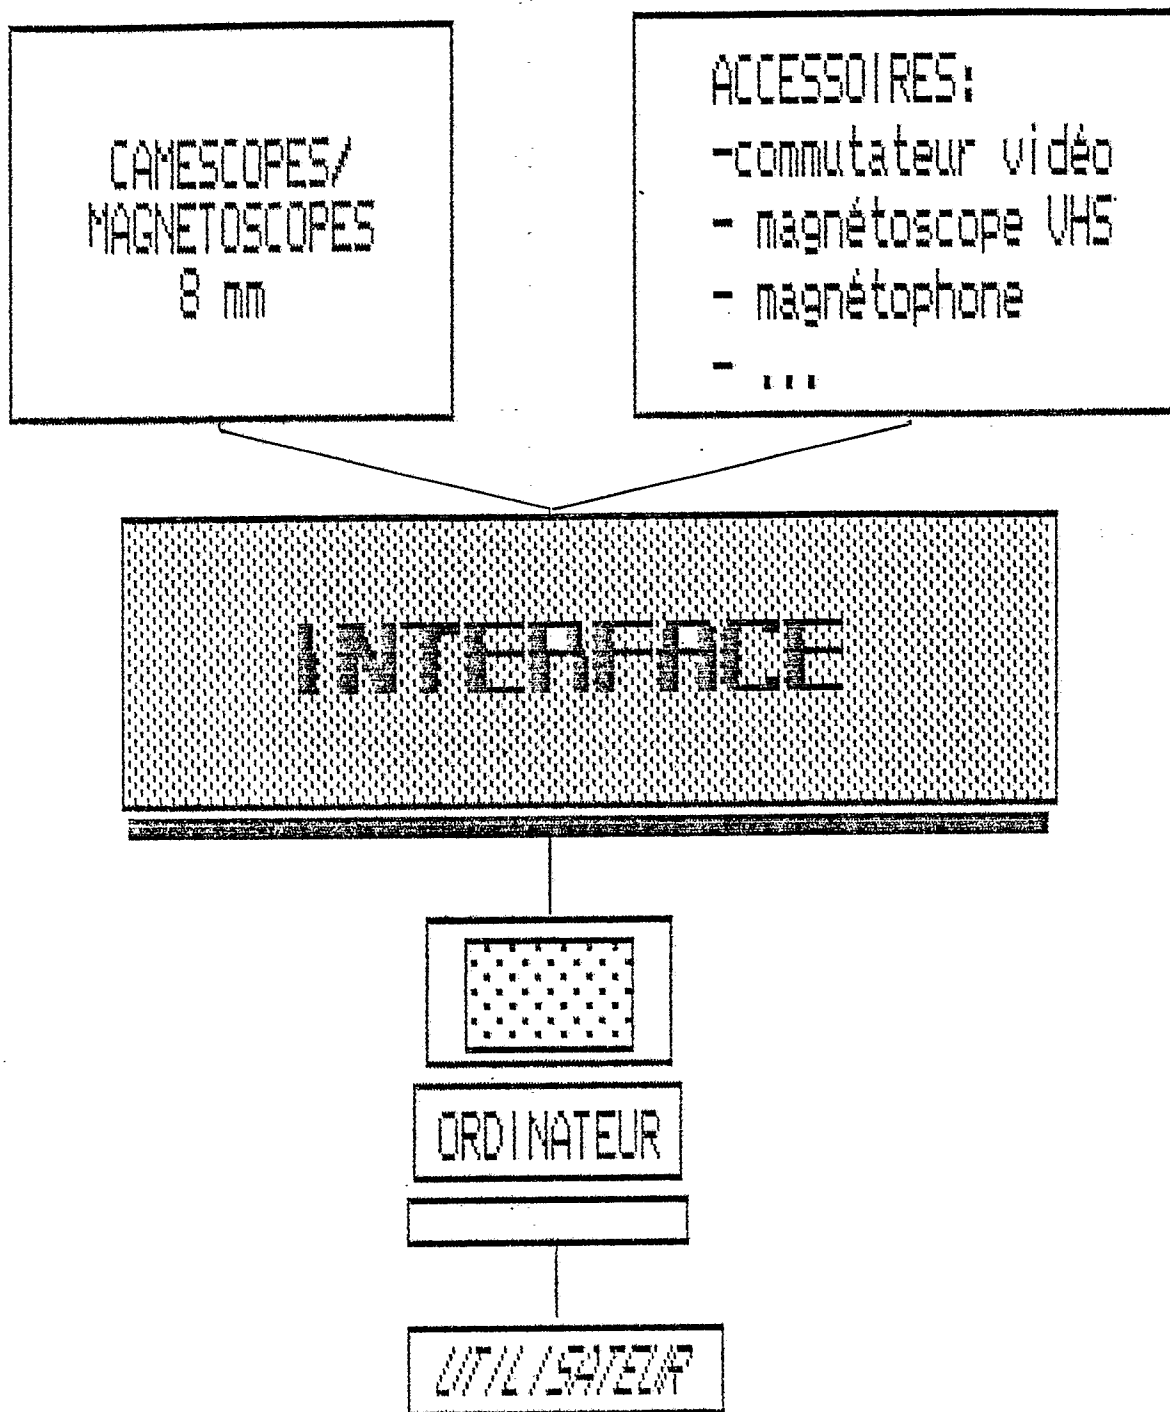 CAMESCOPES/
MAGNETOSCOPES
8 mm
ACCESSOIRES:
-commutateur vidéo
- magnétoscope VHS
- magnétophone
- ...
INTERFACE
ORDINATEUR
UTILISATEUR